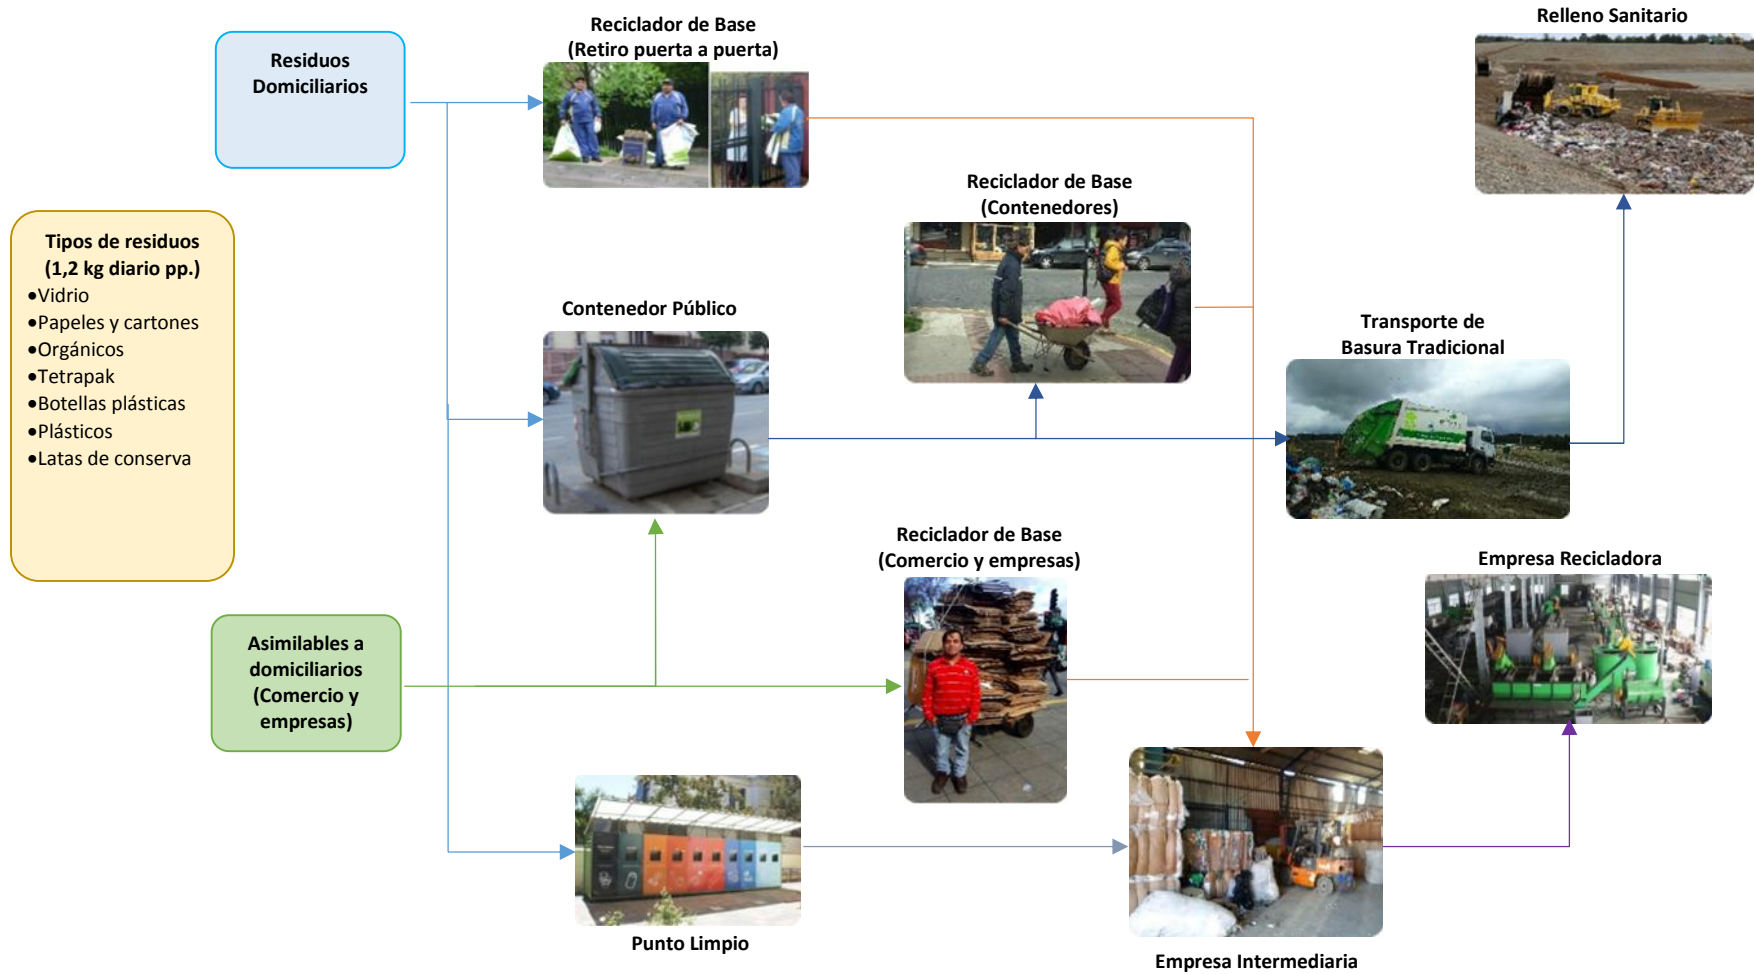 Residuos
Domiciliarios
Reciclador de Base
(Retiro puerta a puerta)
Relleno Sanitario
Tipos de residuos
(1,2 kg diario pp.)
•Vidrio
•Papeles y cartones
•Orgánicos
•Tetrapak
•Botellas plásticas
•Plásticos
•Latas de conserva
Reciclador de Base
(Contenedores)
Contenedor Público
Transporte de
Basura Tradicional
Reciclador de Base
(Comercio y empresas)
Empresa Recicladora
Asimilables a
domiciliarios
(Comercio y
empresas)
Punto Limpio
Empresa Intermediaria